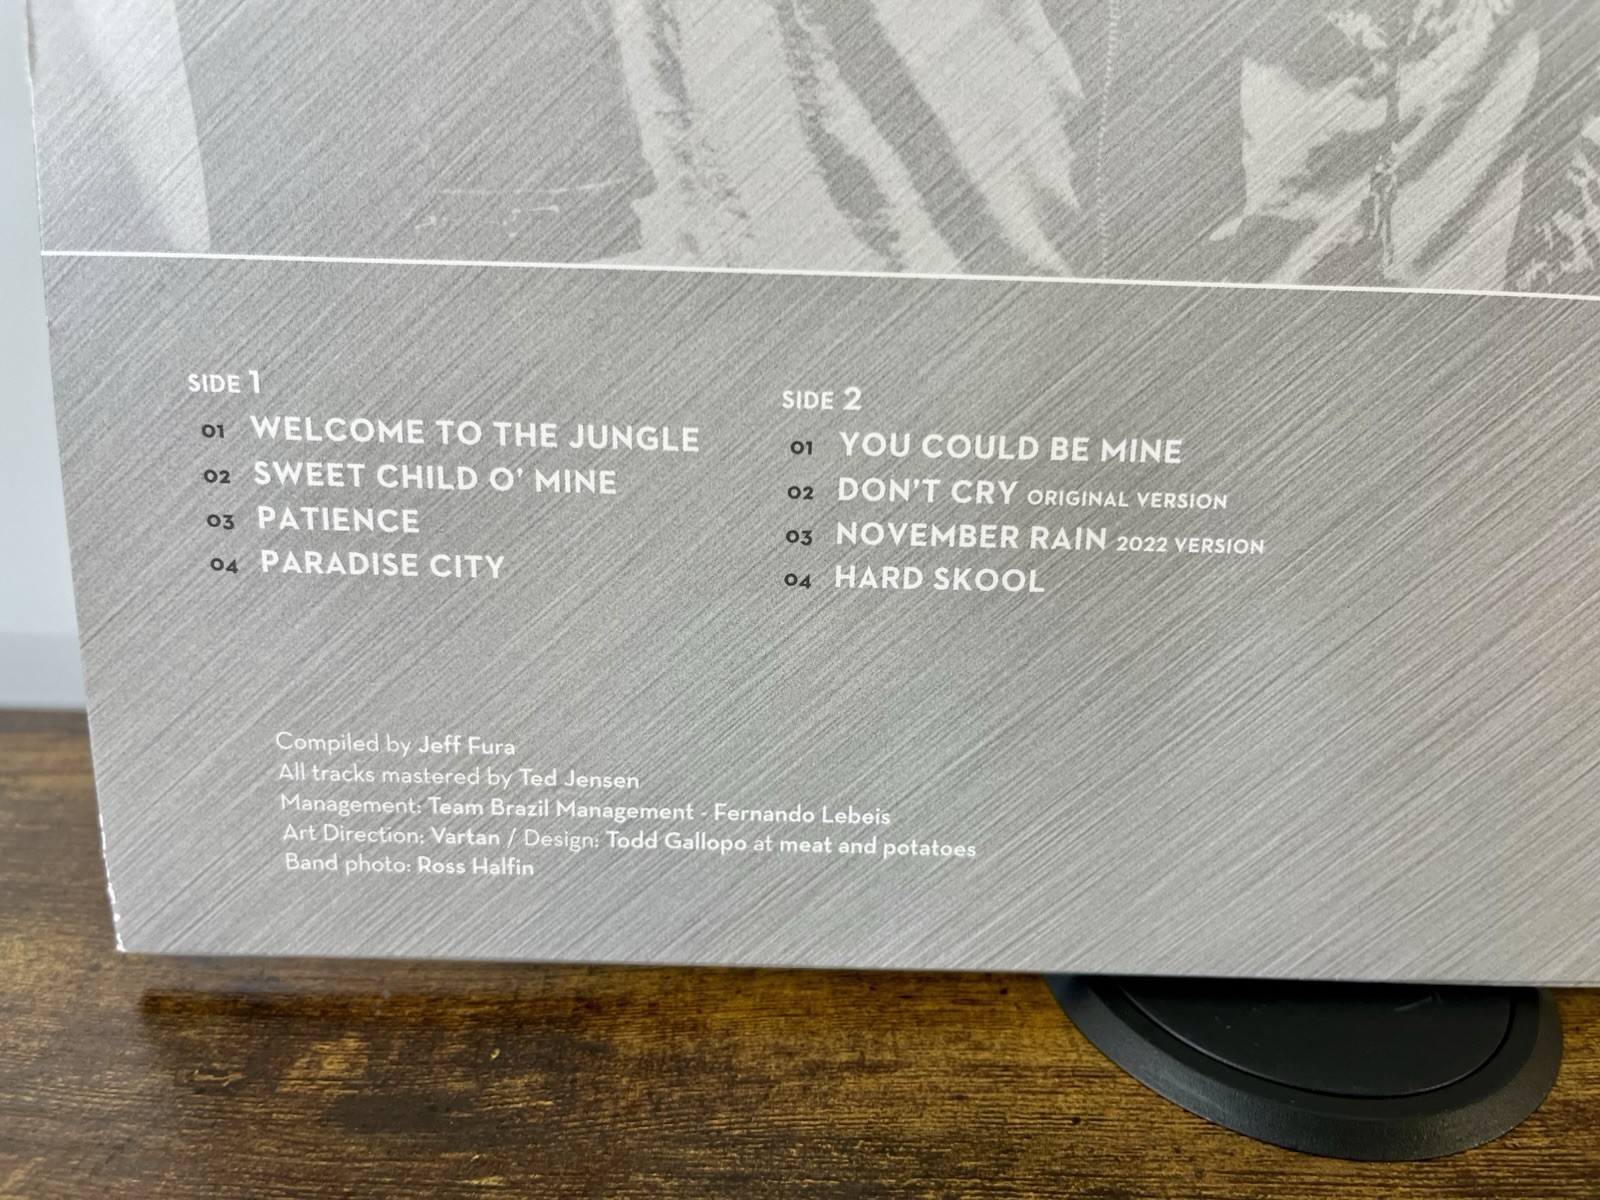 SIDE 1
01 WELCOME TO THE JUNGLE
02 SWEET CHILD O' MINE
03 PATIENCE
04 PARADISE CITY
SIDE 2
01 YOU COULD BE MINE
02 DON'T CRY ORIGINAL VERSION
03 NOVEMBER RAIN 2022 VERSION
04 HARD SKOOL
Compiled by Jeff Fura
All tracks mastered by Ted Jensen
Management: Team Brazil Management - Fernando Lebeis
Art Direction: Vartan / Design: Todd Gallopo at meat and potatoes
Band photo: Ross Halfin